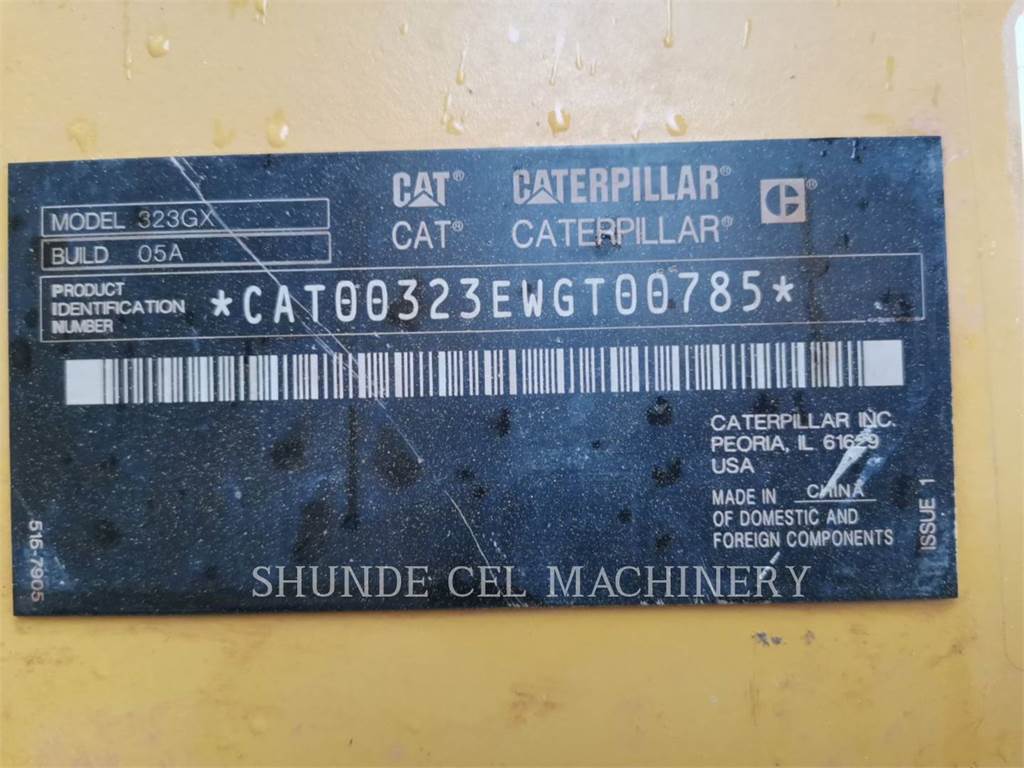 CAT® CATERPILLAR® C®
CAT® CATERPILLAR®
MODEL 323GX
BUILD 05A
PRODUCT
IDENTIFICATION
NUMBER
*CAT00323EWGT00785*
CATERPILLAR INC.
PEORIA, IL 61629
USA
MADE IN CHINA
OF DOMESTIC AND
FOREIGN COMPONENTS
ISSUE 1
515-7905
SHUNDE CEL MACHINERY